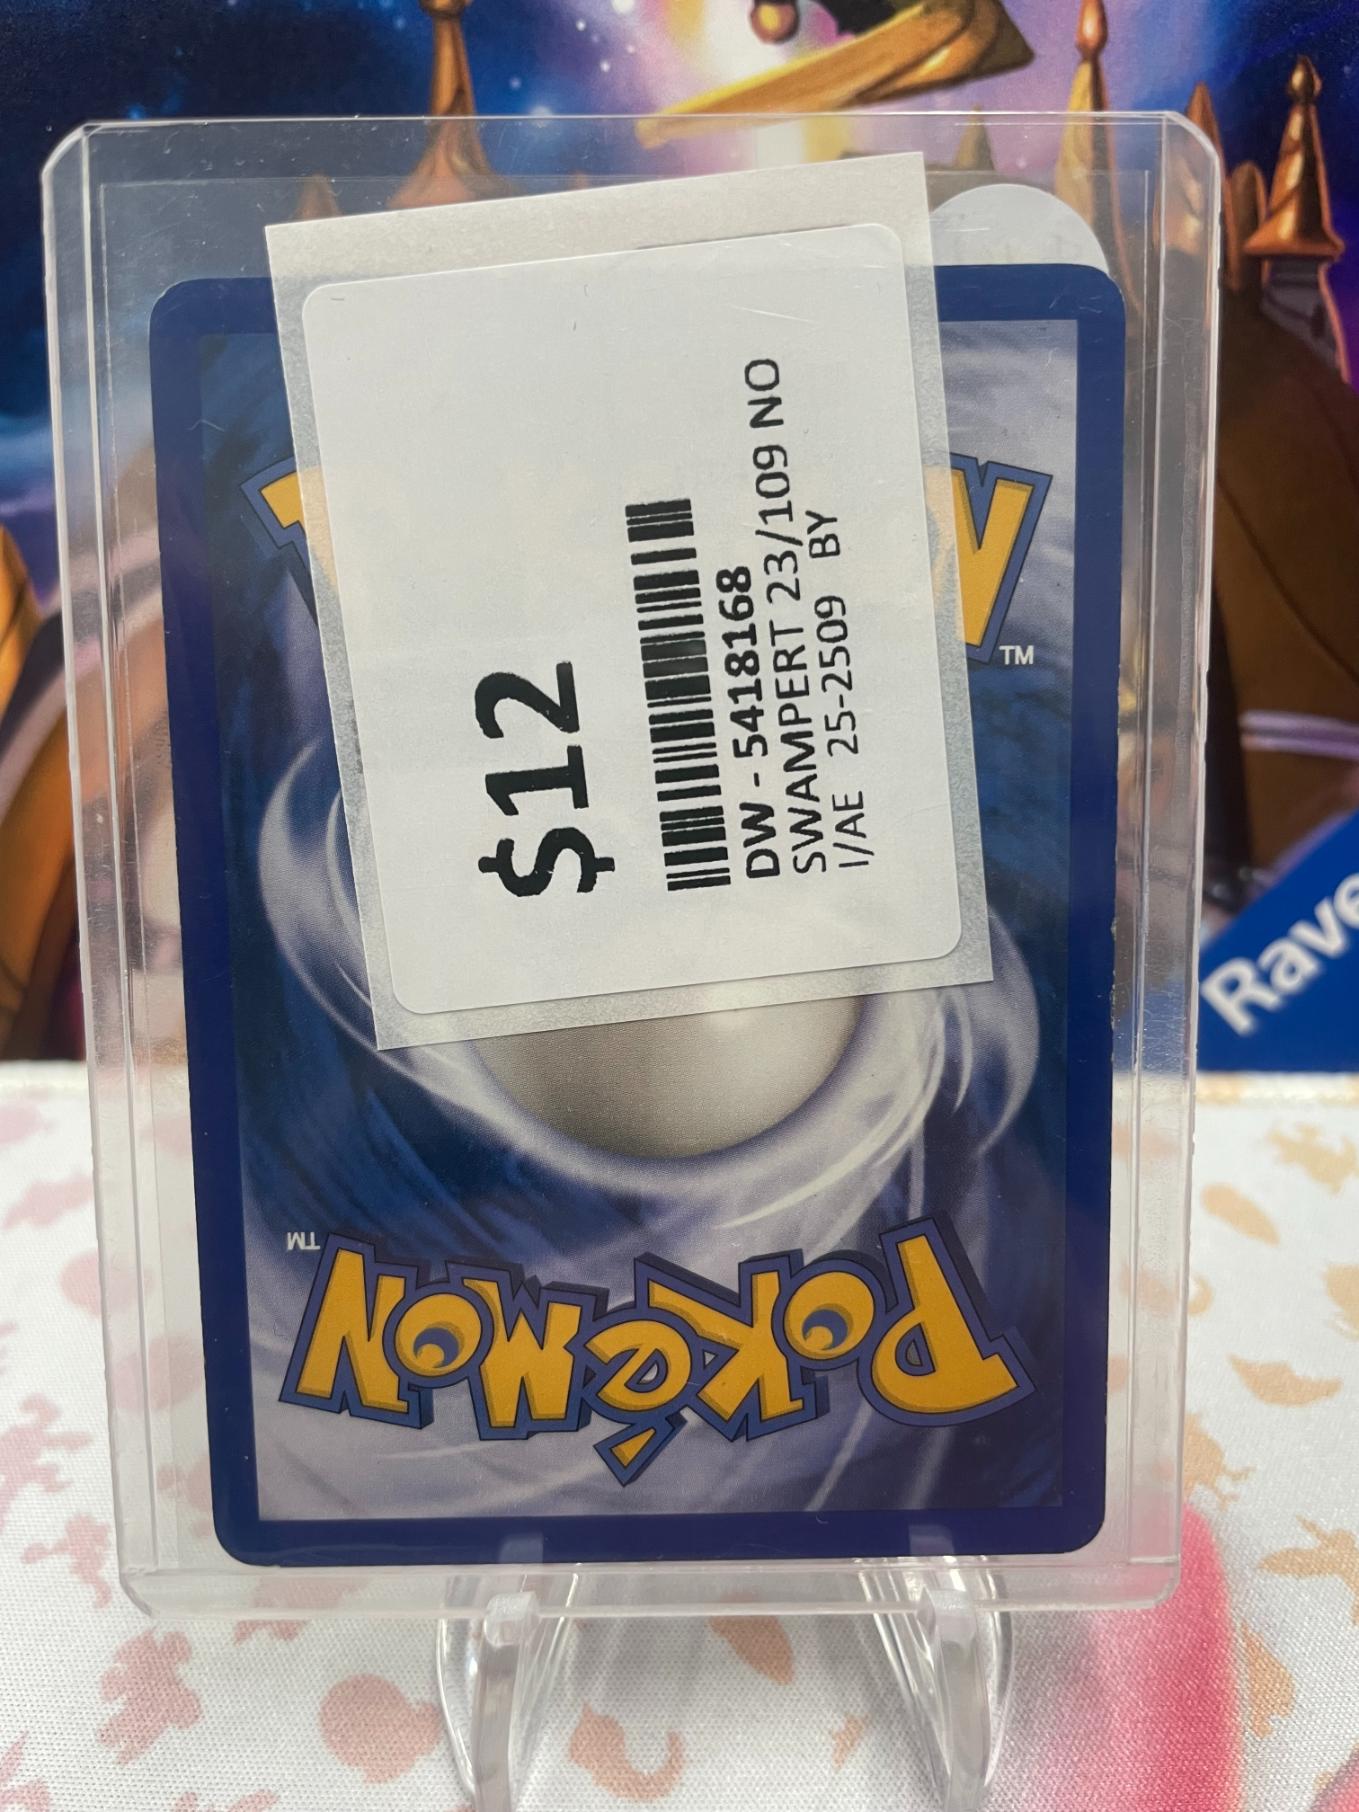 $12
DW - 5418168
SWAMPERT 23/109 NO
I/AE 25-2509 BY
TM
TM
POKéMON
Rave